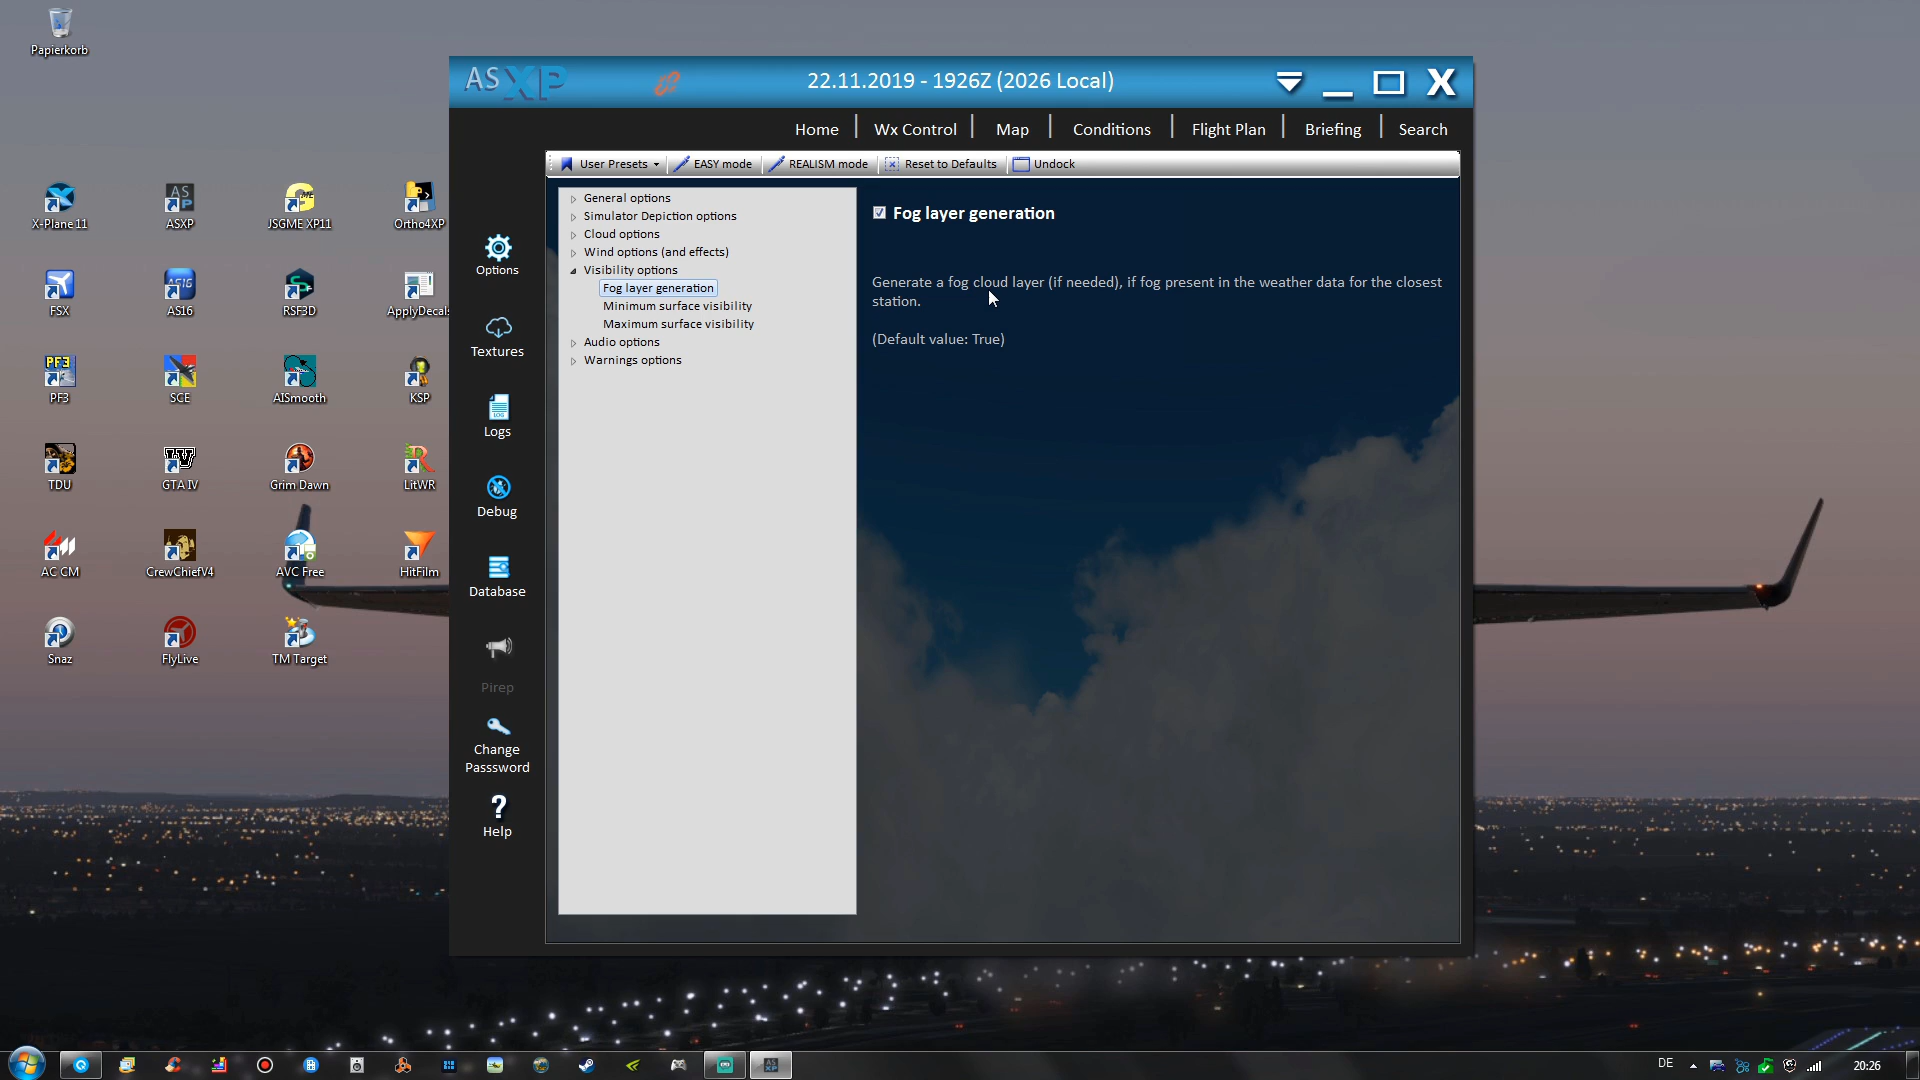 Papierkorb
X-Plane 11
ASXP
JSGME XP11
Ortho4XP
FSX
AS16
RSF3D
ApplyDecals
PF3
SCE
AISmooth
KSP
TDU
GTA IV
Grim Dawn
LitWR
AC CM
CrewChiefV4
AVC Free
HitFilm
Snaz
FlyLive
TM Target
ASXP
22.11.2019 - 1926Z (2026 Local)
X
Home
Wx Control
Map
Conditions
Flight Plan
Briefing
Search
User Presets
EASY mode
REALISM mode
Reset to Defaults
Undock
Options
Textures
Logs
Debug
Database
Pirep
Change
Passsword
?
Help
General options
Simulator Depiction options
Cloud options
Wind options (and effects)
Visibility options
Fog layer generation
Minimum surface visibility
Maximum surface visibility
Audio options
Warnings options
Fog layer generation
Generate a fog cloud layer (if needed), if fog present in the weather data for the closest
station.
(Default value: True)
DE
20:26